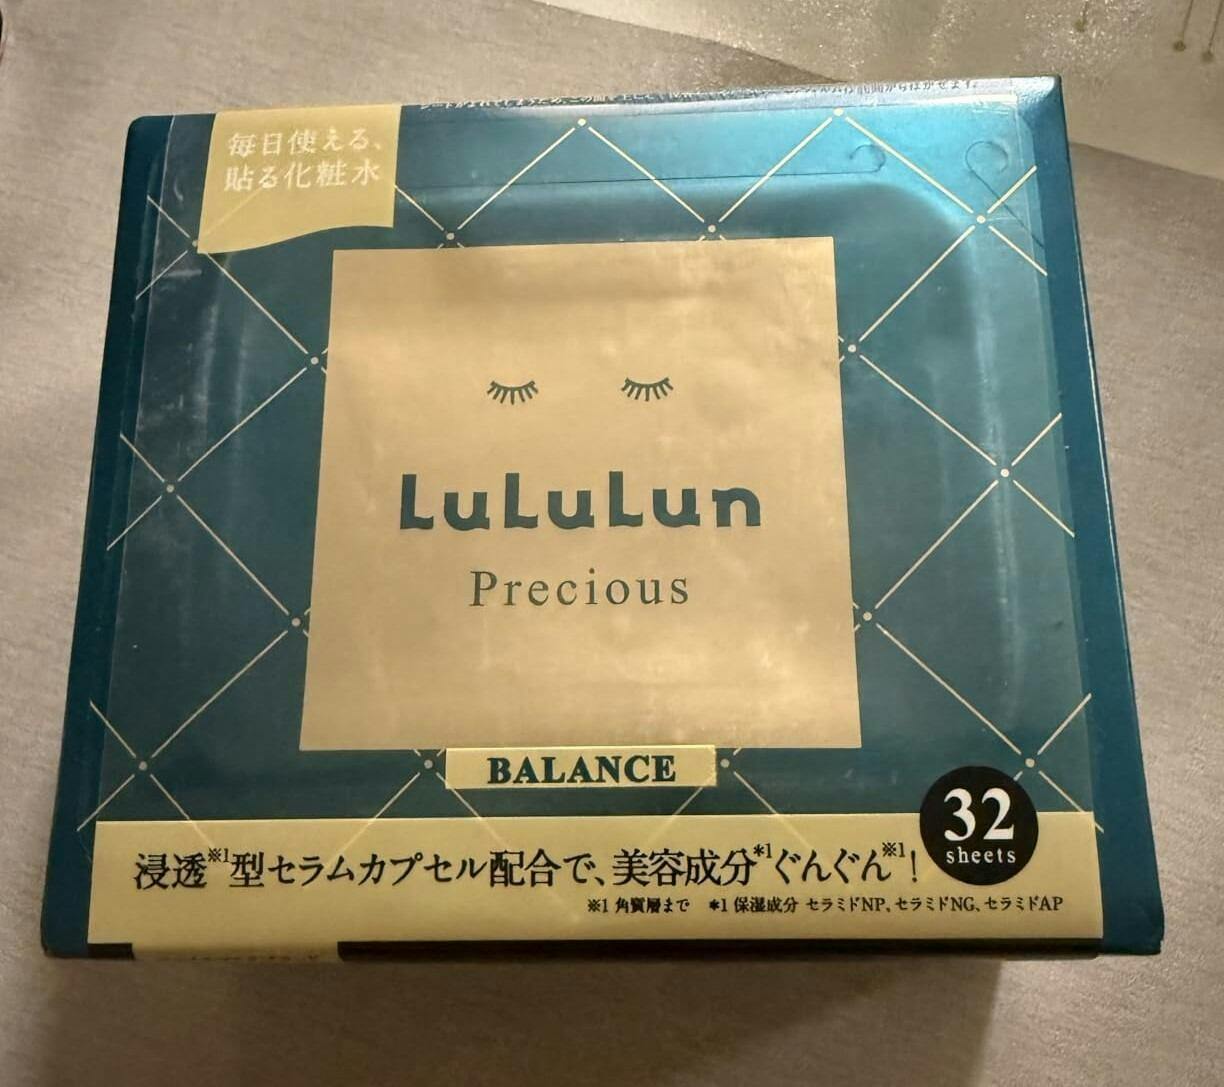 毎日使える、
貼る化粧水
LuLuLun
Precious
BALANCE
32
sheets
浸透※1型セラムカプセル配合で、美容成分*1ぐんぐん※1!
※1 角質層まで *1 保湿成分 セラミドNP、セラミドNG、セラミドAP